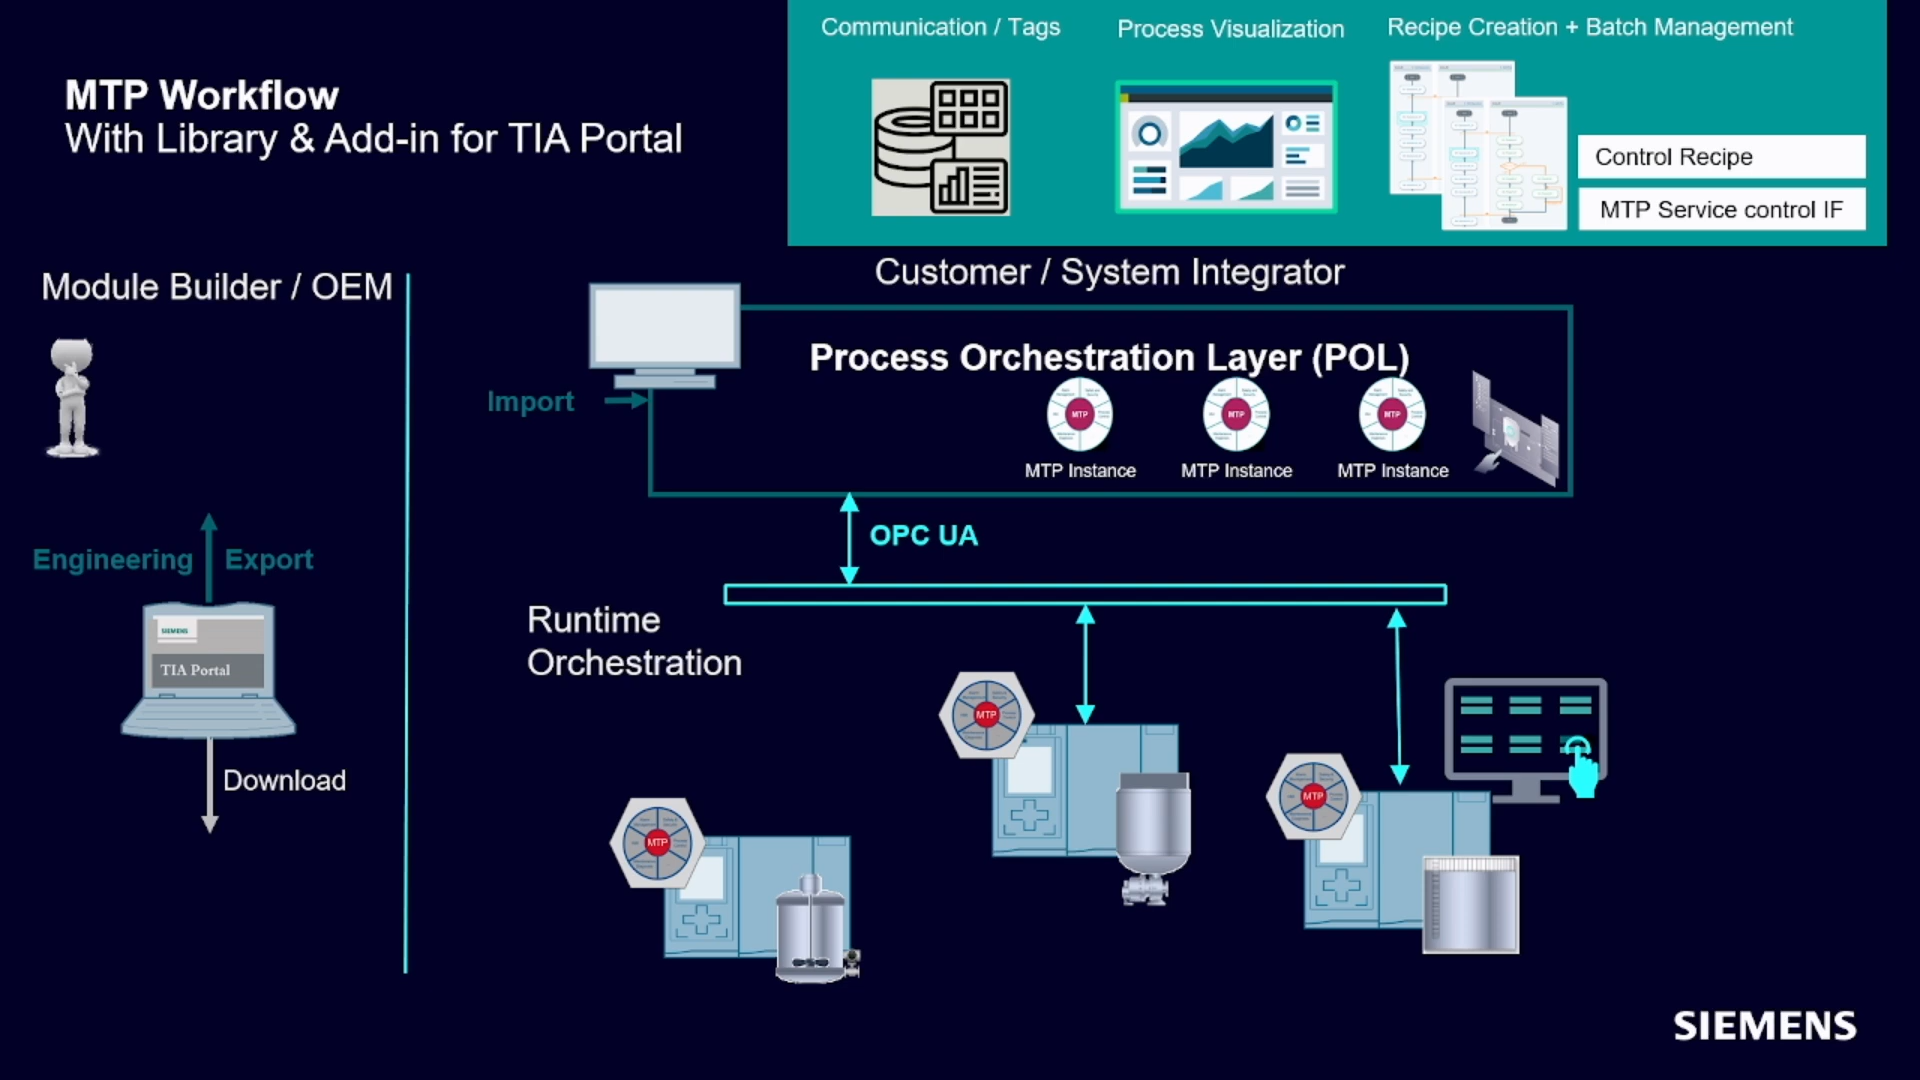 Communication / Tags
Process Visualization
Recipe Creation + Batch Management
MTP Workflow
With Library & Add-in for TIA Portal
Control Recipe
MTP Service control IF
Module Builder / OEM
Customer / System Integrator
Process Orchestration Layer (POL)
Import
MTP
MTP
MTP
MTP Instance
MTP Instance
MTP Instance
OPC UA
Engineering
Export
Runtime
Orchestration
SIEMENS
TIA Portal
Download
MTP
MTP
MTP
SIEMENS